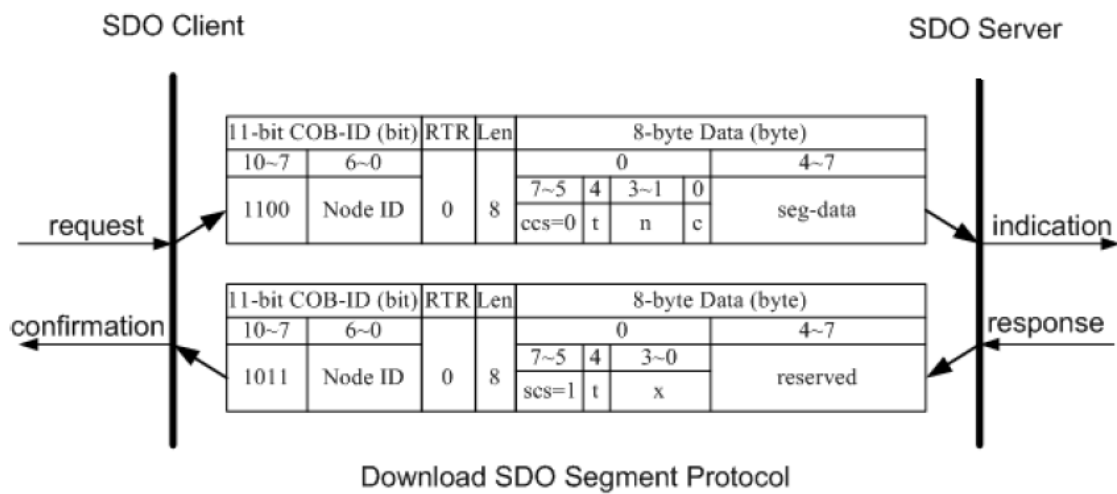 SDO Client
SDO Server
11-bit COB-ID (bit) RTR Len 8-byte Data (byte)
10~7 6~0 0 4~7
7~5 4 3~1 0
1100 Node ID 0 8 seg-data
ccs=0 t n c
request
indication
11-bit COB-ID (bit) RTR Len 8-byte Data (byte)
10~7 6~0 0 4~7
confirmation
response
7~5 4 3~0
1011 Node ID 0 8 reserved
scs=1 t x
Download SDO Segment Protocol